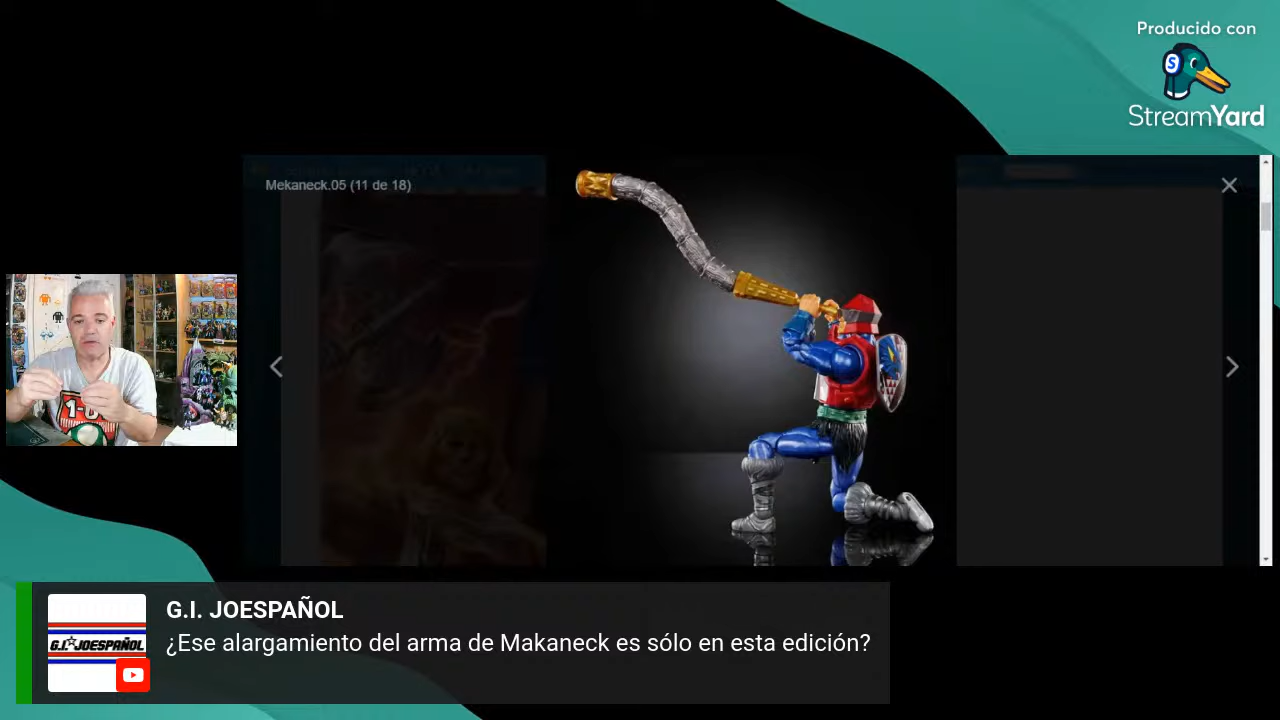 Producido con
StreamYard
Mekaneck.05 (11 de 18)
1-U
G.I. JOESPAÑOL
G.I. JOESPAÑOL
¿Ese alargamiento del arma de Makaneck es sólo en esta edición?